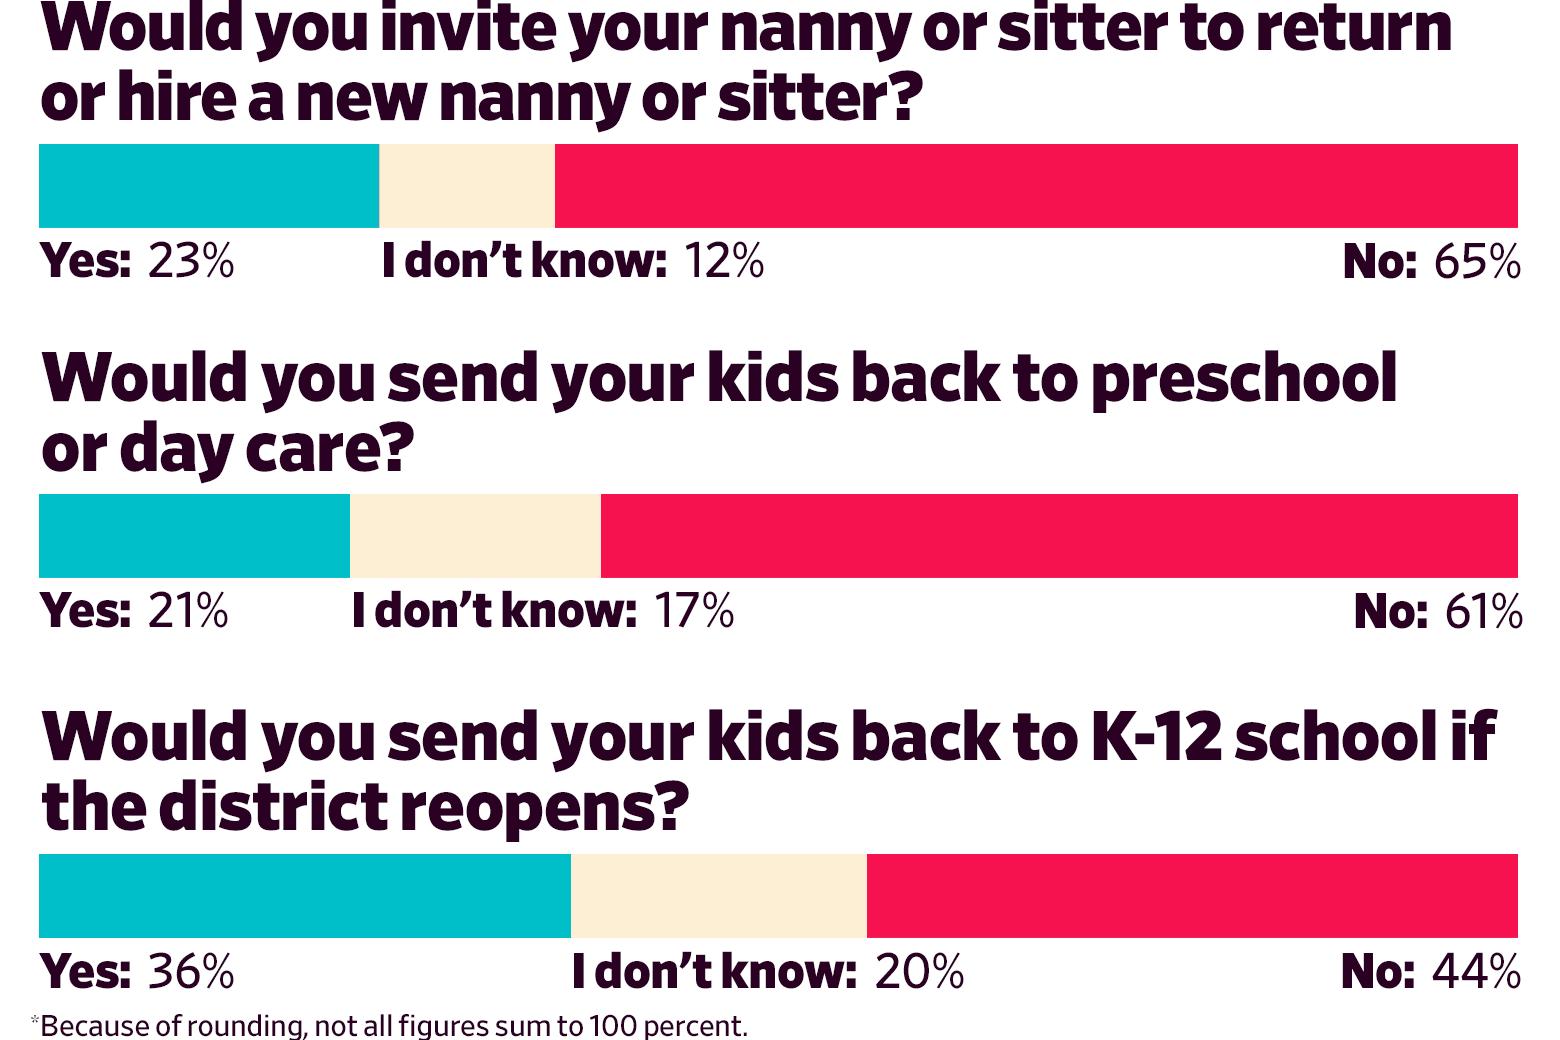 Would you invite your nanny or sitter to return
or hire a new nanny or sitter?
Yes: 23% I don’t know: 12% No: 65%
Would you send your kids back to preschool
or day care?
Yes: 21% I don’t know: 17% No: 61%
Would you send your kids back to K-12 school if
the district reopens?
Yes: 36% I don’t know: 20% No: 44%
*Because of rounding, not all figures sum to 100 percent.